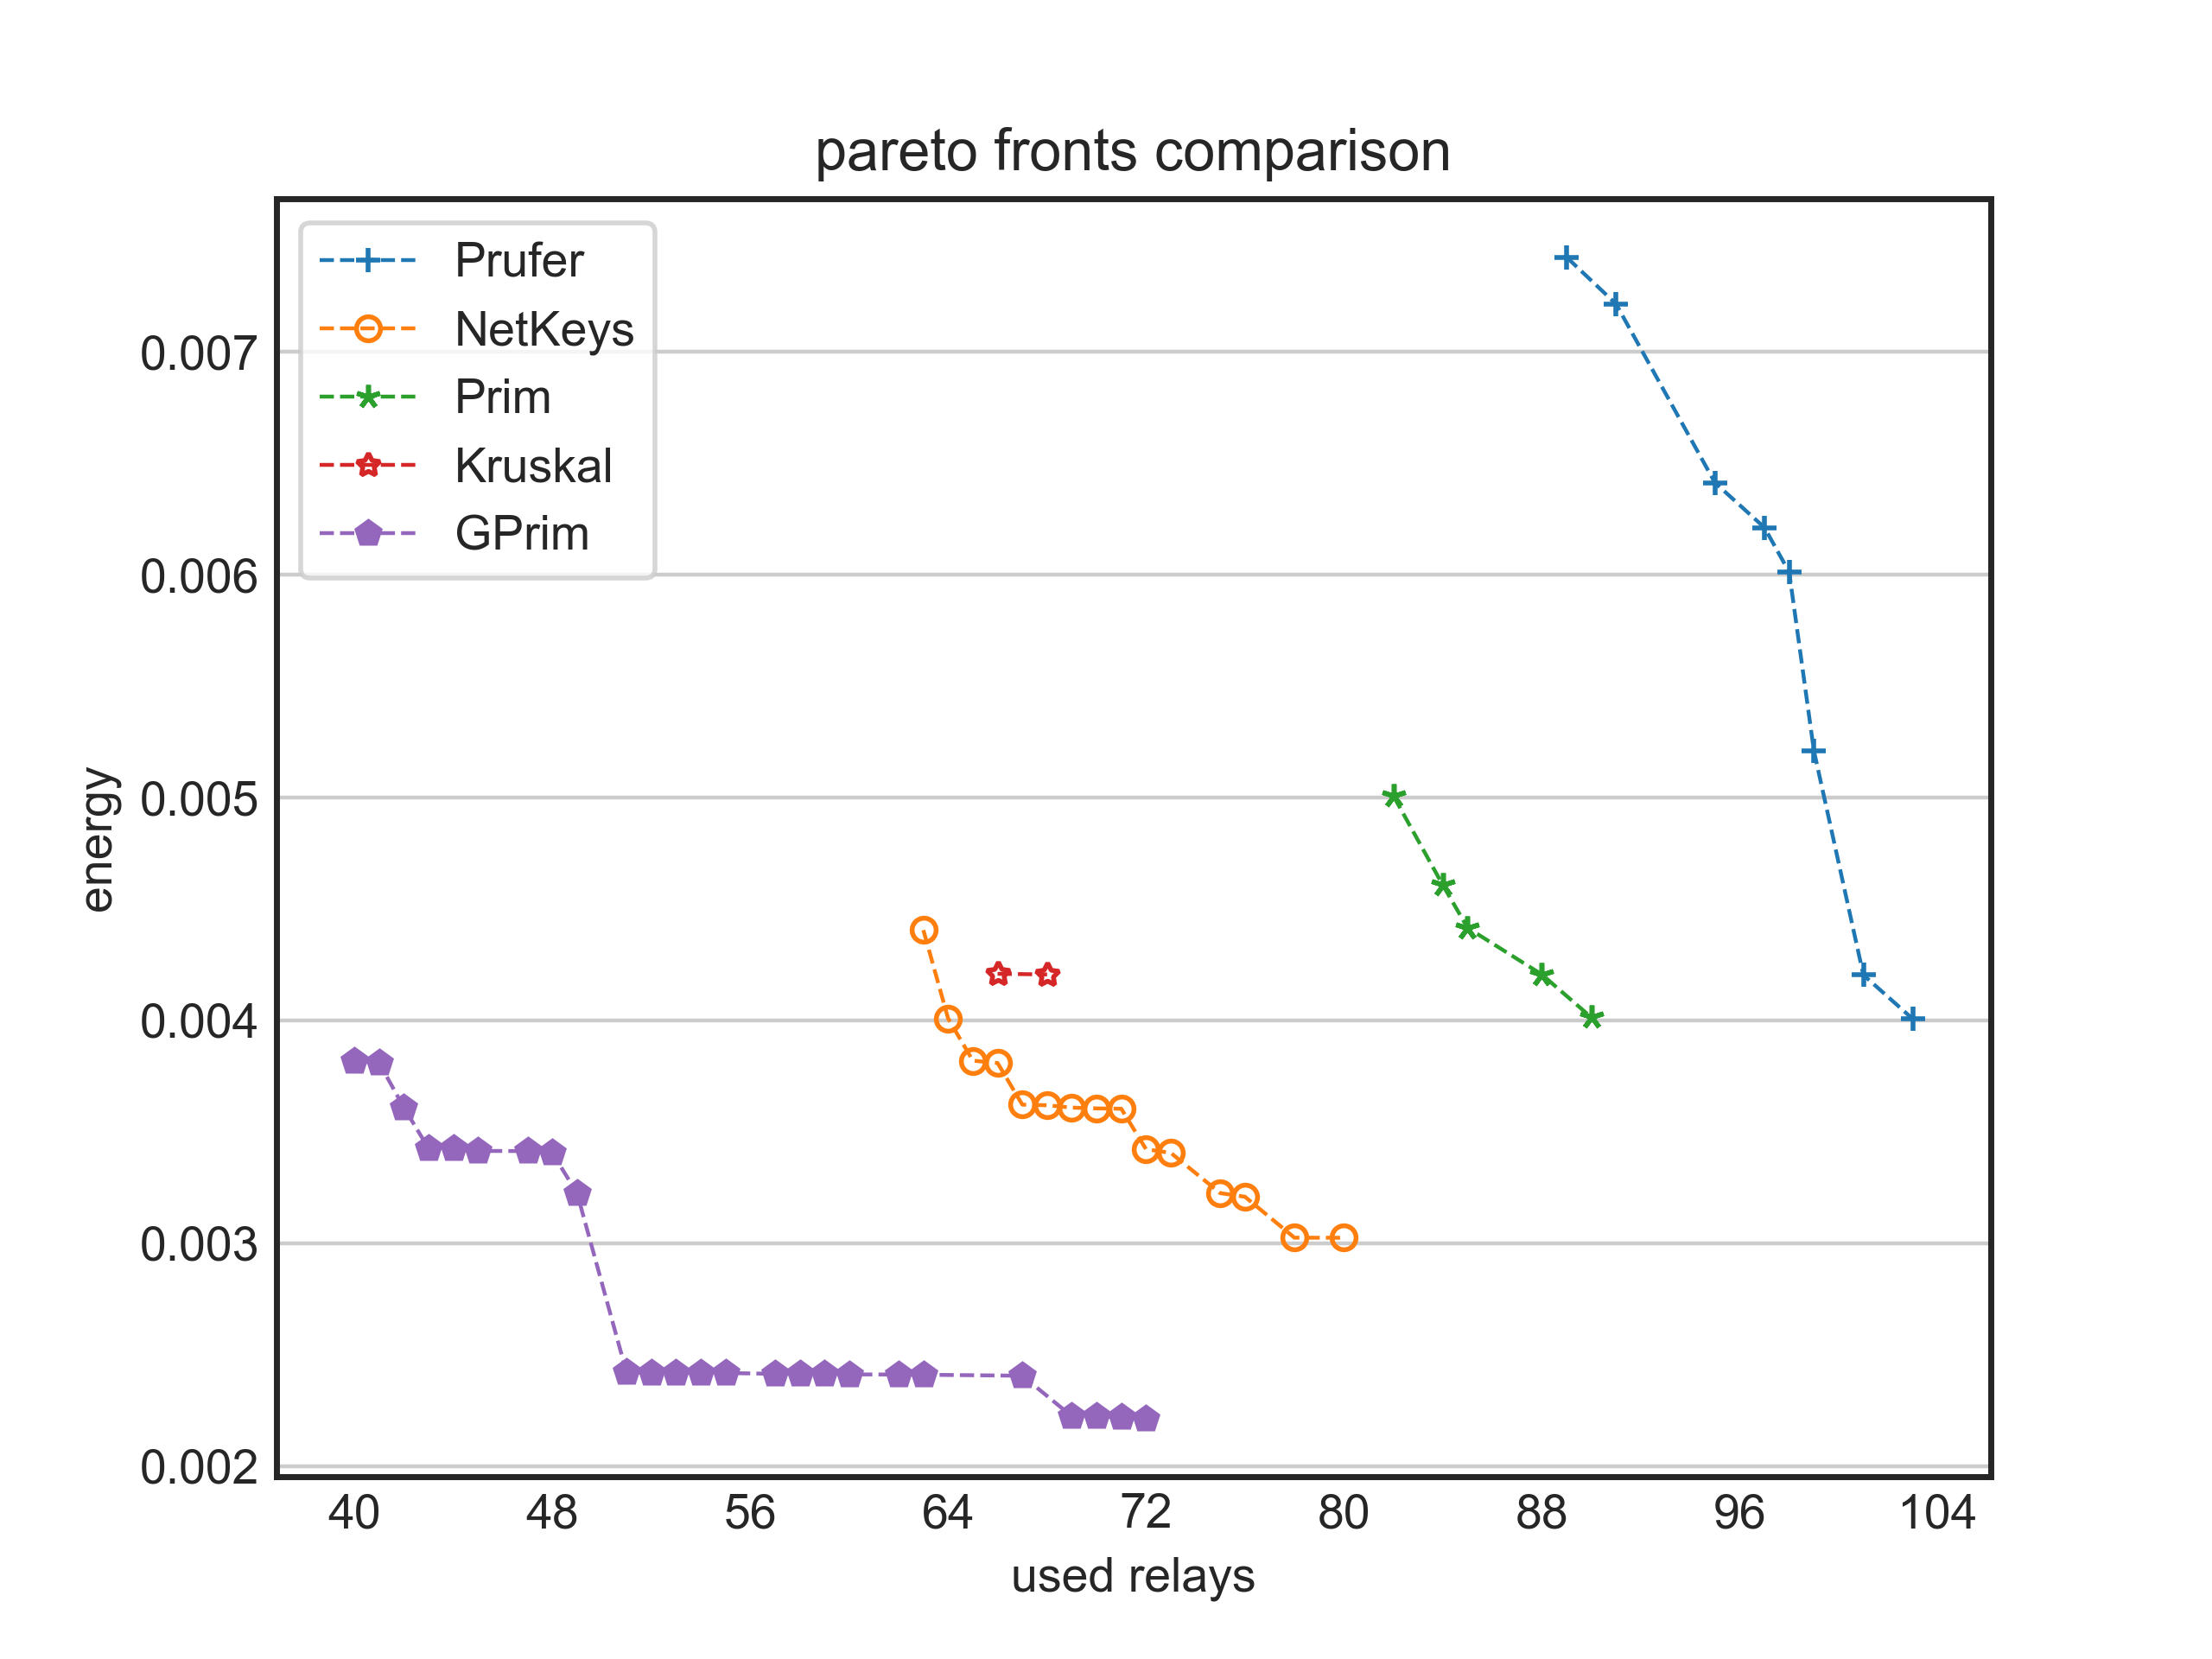 pareto fronts comparison
Prufer
NetKeys
Prim
Kruskal
GPrim
0.007
0.006
0.005
0.004
0.003
0.002
energy
40 48 56 64 72 80 88 96 104
used relays